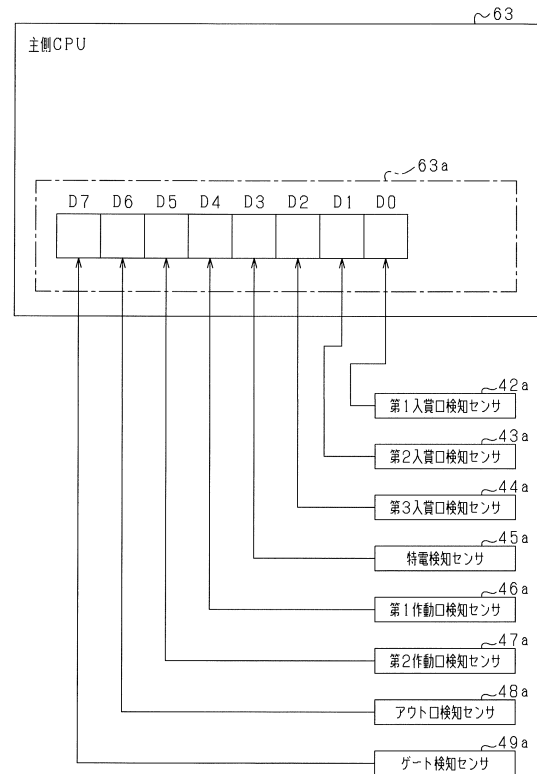 63
主側CPU
63a
D7 D6 D5 D4 D3 D2 D1 D0
42a
第1入賞口検知センサ
43a
第2入賞口検知センサ
44a
第3入賞口検知センサ
45a
特電検知センサ
46a
第1作動口検知センサ
47a
第2作動口検知センサ
48a
アウト口検知センサ
49a
ゲート検知センサ